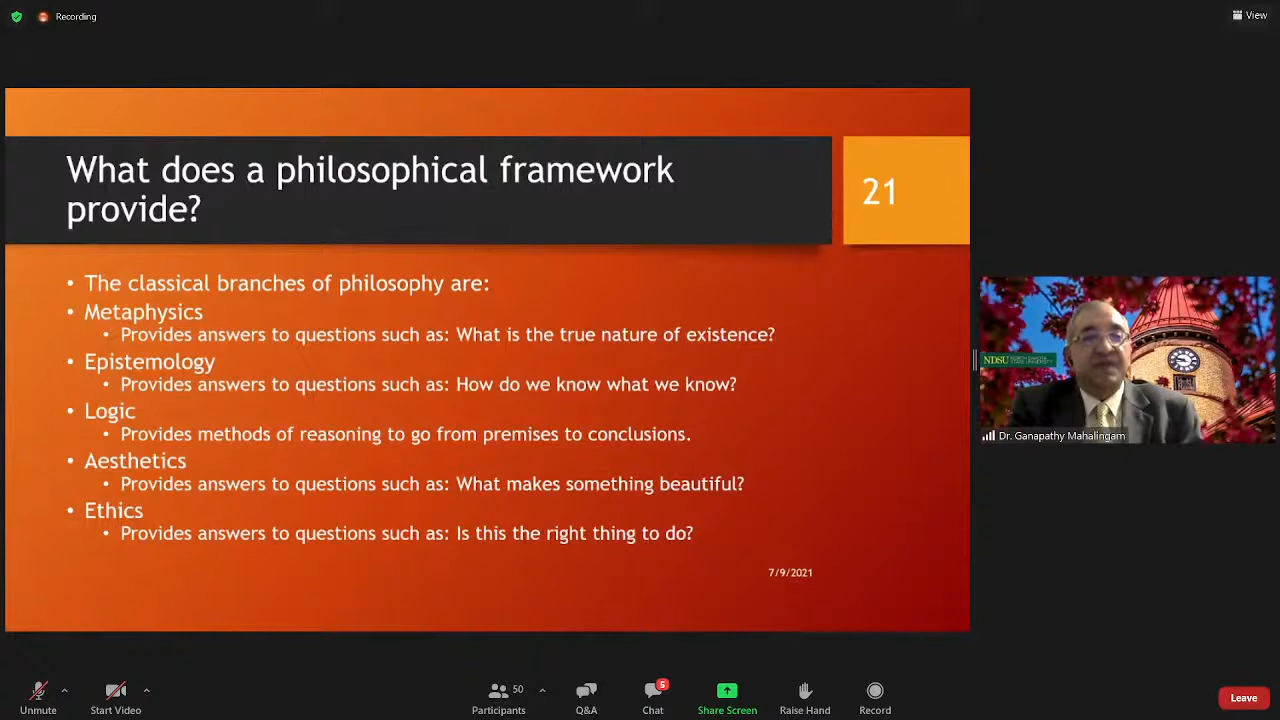 Recording
View
What does a philosophical framework
provide?
21
• The classical branches of philosophy are:
• Metaphysics
• Provides answers to questions such as: What is the true nature of existence?
• Epistemology
• Provides answers to questions such as: How do we know what we know?
• Logic
• Provides methods of reasoning to go from premises to conclusions.
• Aesthetics
• Provides answers to questions such as: What makes something beautiful?
• Ethics
• Provides answers to questions such as: Is this the right thing to do?
7/9/2021
NDSU NORTH DAKOTA
STATE UNIVERSITY
Dr. Ganapathy Mahalingam
Unmute
Start Video
Participants
50
Q&A
Chat
5
Share Screen
Raise Hand
Record
Leave